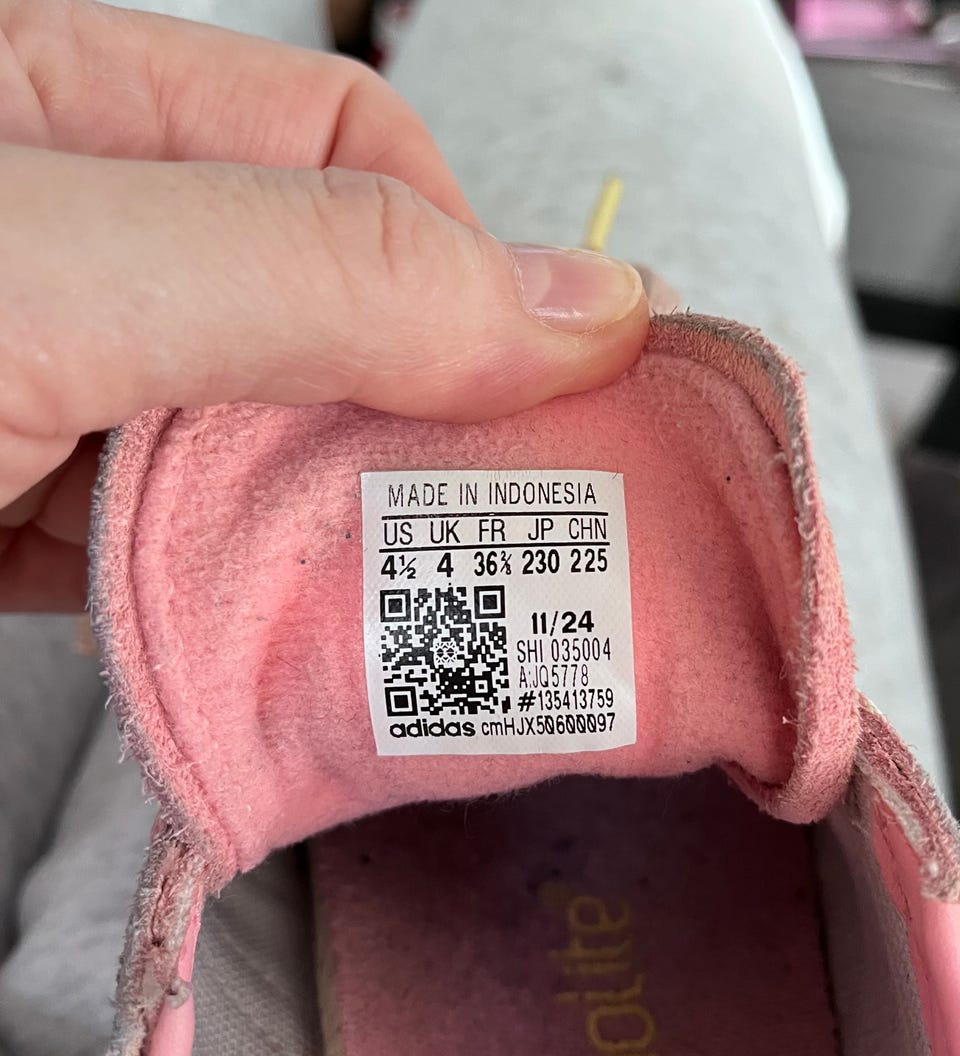 MADE IN INDONESIA
US UK FR JP CHN
4½ 4 36⅔ 230 225
11/24
SHI 035004
A:JQ5778
#135413759
adidas cmHJX50600097